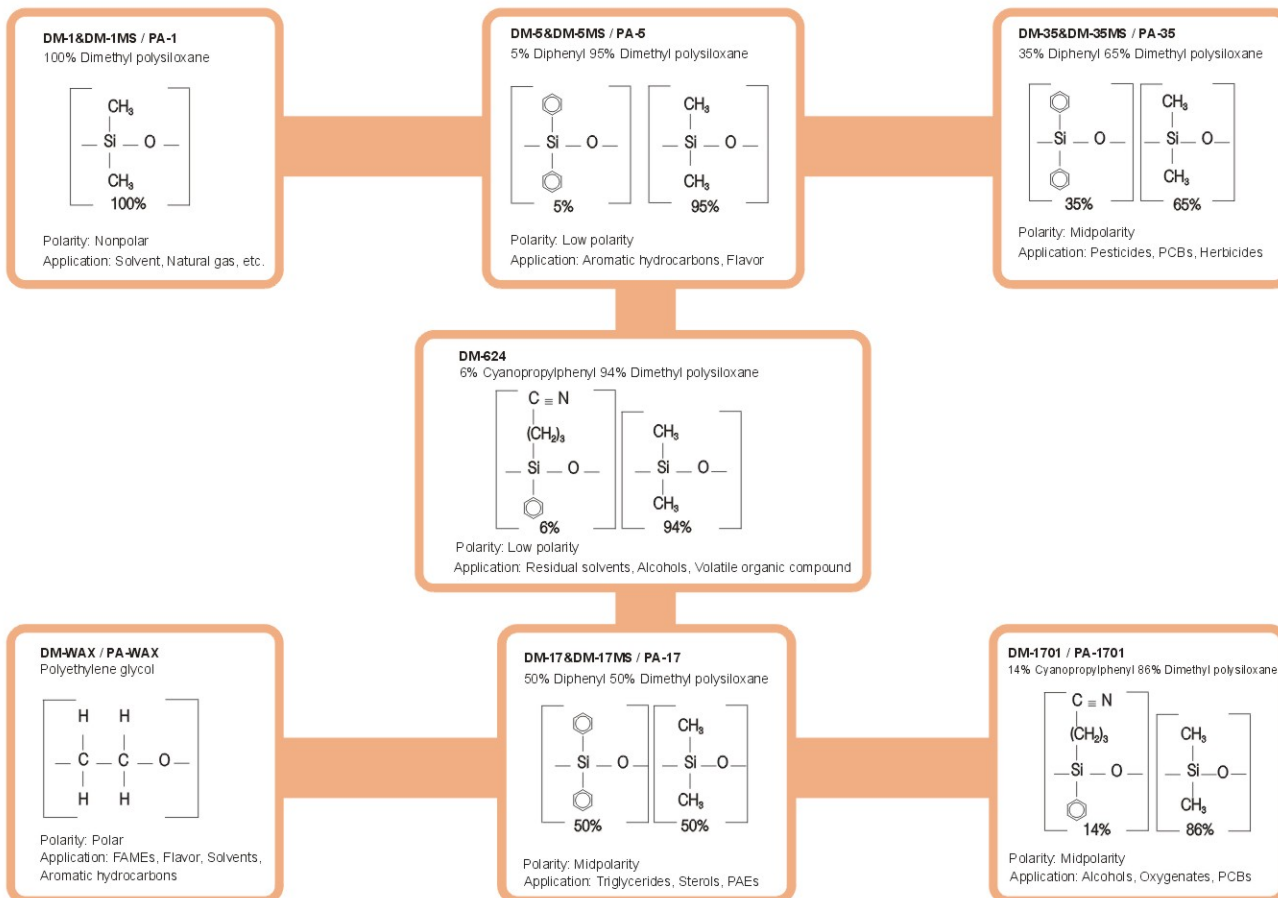 DM-1&DM-1MS / PA-1
100% Dimethyl polysiloxane
CH₃
Si O
CH₃
100%
Polarity: Nonpolar
Application: Solvent, Natural gas, etc.
DM-5&DM-5MS / PA-5
5% Diphenyl 95% Dimethyl polysiloxane
CH₃
Si O Si O
CH₃
5% 95%
Polarity: Low polarity
Application: Aromatic hydrocarbons, Flavor
DM-35&DM-35MS / PA-35
35% Diphenyl 65% Dimethyl polysiloxane
CH₃
Si O Si O
CH₃
35% 65%
Polarity: Midpolarity
Application: Pesticides, PCBs, Herbicides
DM-624
6% Cyanopropylphenyl 94% Dimethyl polysiloxane
C ≡ N
(CH₂)₃ CH₃
Si O Si O
CH₃
6% 94%
Polarity: Low polarity
Application: Residual solvents, Alcohols, Volatile organic compound
DM-WAX / PA-WAX
Polyethylene glycol
H H
C C O
H H
Polarity: Polar
Application: FAMEs, Flavor, Solvents,
Aromatic hydrocarbons
DM-17&DM-17MS / PA-17
50% Diphenyl 50% Dimethyl polysiloxane
CH₃
Si O Si O
CH₃
50% 50%
Polarity: Midpolarity
Application: Triglycerides, Sterols, PAEs
DM-1701 / PA-1701
14% Cyanopropylphenyl 86% Dimethyl polysiloxane
C ≡ N
(CH₂)₃ CH₃
Si O Si O
CH₃
14% 86%
Polarity: Midpolarity
Application: Alcohols, Oxygenates, PCBs